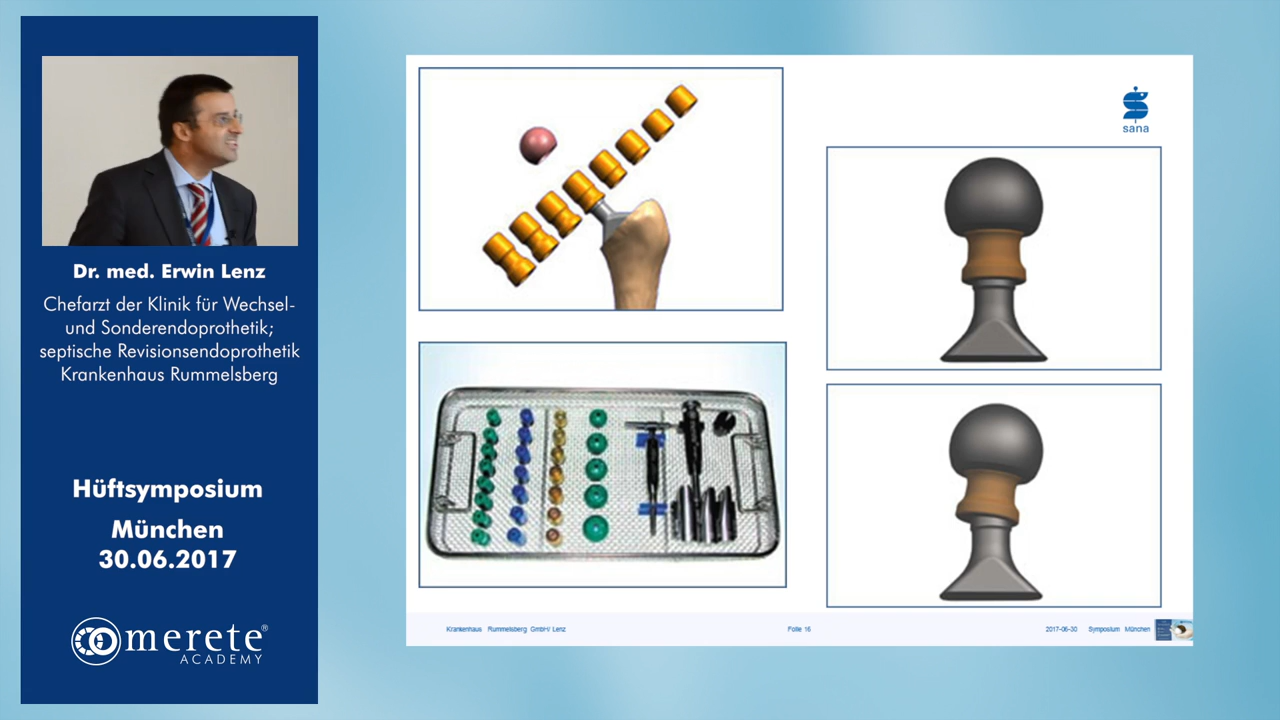 Dr. med. Erwin Lenz
Chefarzt der Klinik für Wechsel-
und Sonderendoprothetik;
septische Revisionsendoprothetik
Krankenhaus Rummelsberg
Hüftsymposium
München
30.06.2017
merete®
ACADEMY
sana
Krankenhaus Rummelsberg GmbH/ Lenz
Folie 16
2017-06-30 Symposium München